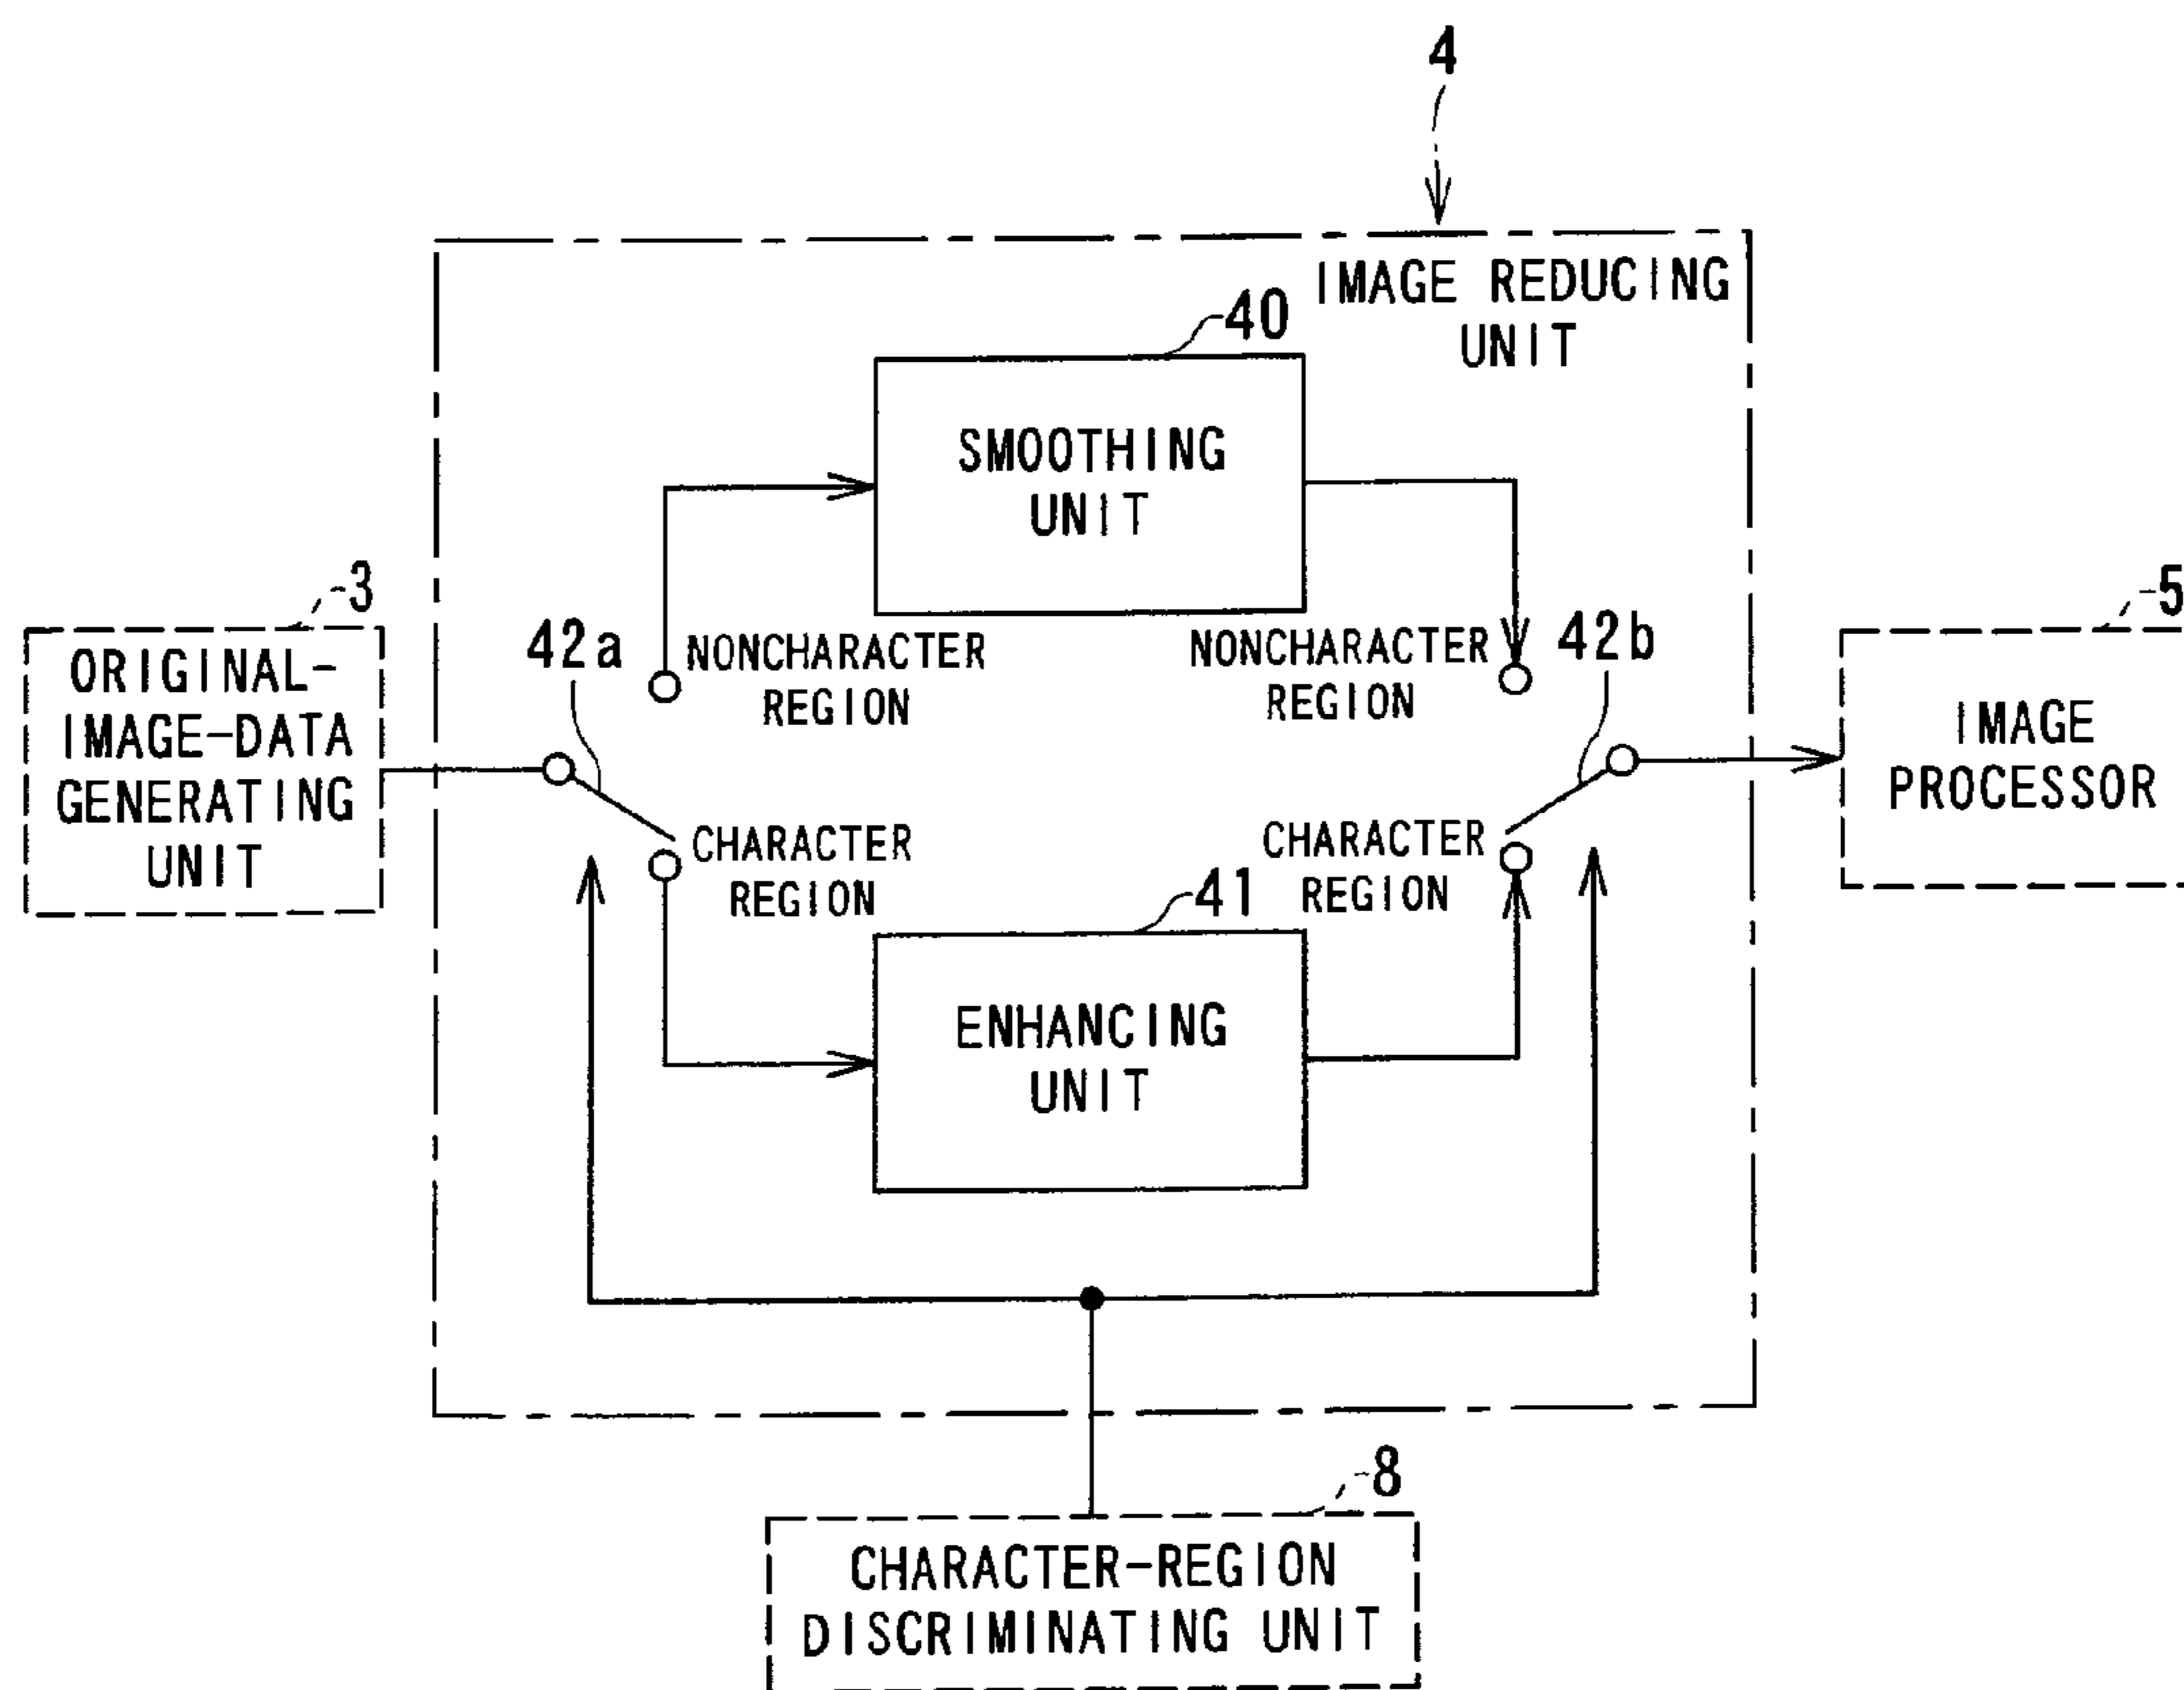 4
IMAGE REDUCING
UNIT
40
SMOOTHING
UNIT
3
ORIGINAL-
IMAGE-DATA
GENERATING
UNIT
42a
NONCHARACTER
REGION
NONCHARACTER
REGION
42b
5
IMAGE
PROCESSOR
CHARACTER
REGION
CHARACTER
REGION
41
ENHANCING
UNIT
8
CHARACTER-REGION
DISCRIMINATING UNIT